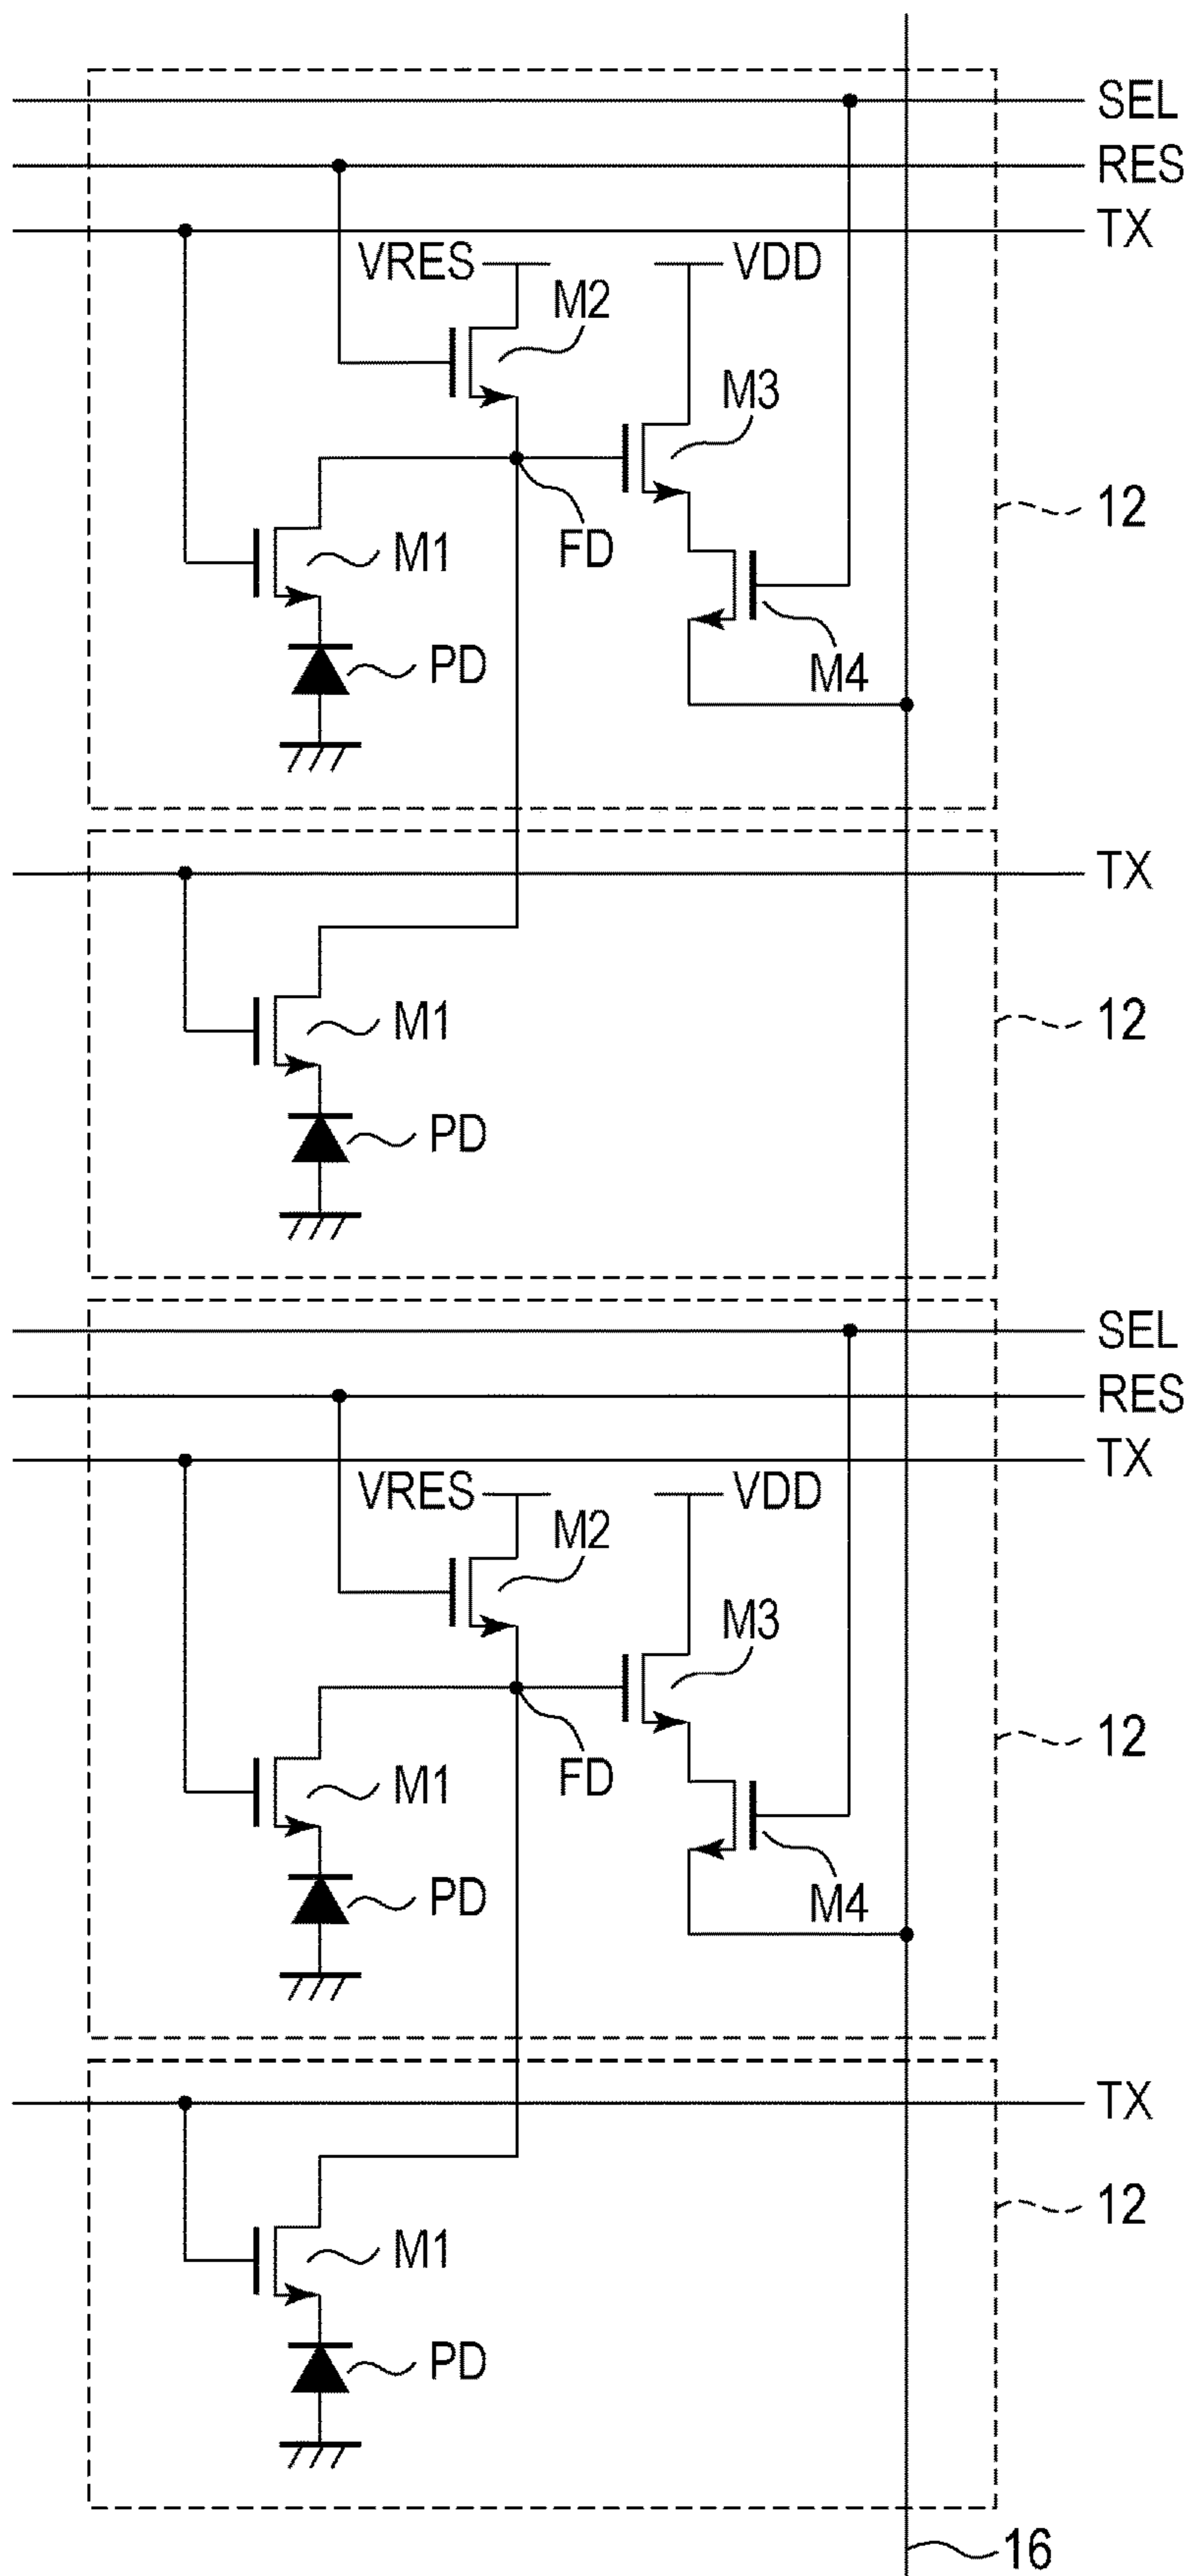 SEL
RES
TX
VRES
VDD
M2
M3
12
M1
FD
PD
M4
TX
12
M1
PD
SEL
RES
TX
VRES
VDD
M2
M3
12
M1
FD
PD
M4
TX
12
M1
PD
16